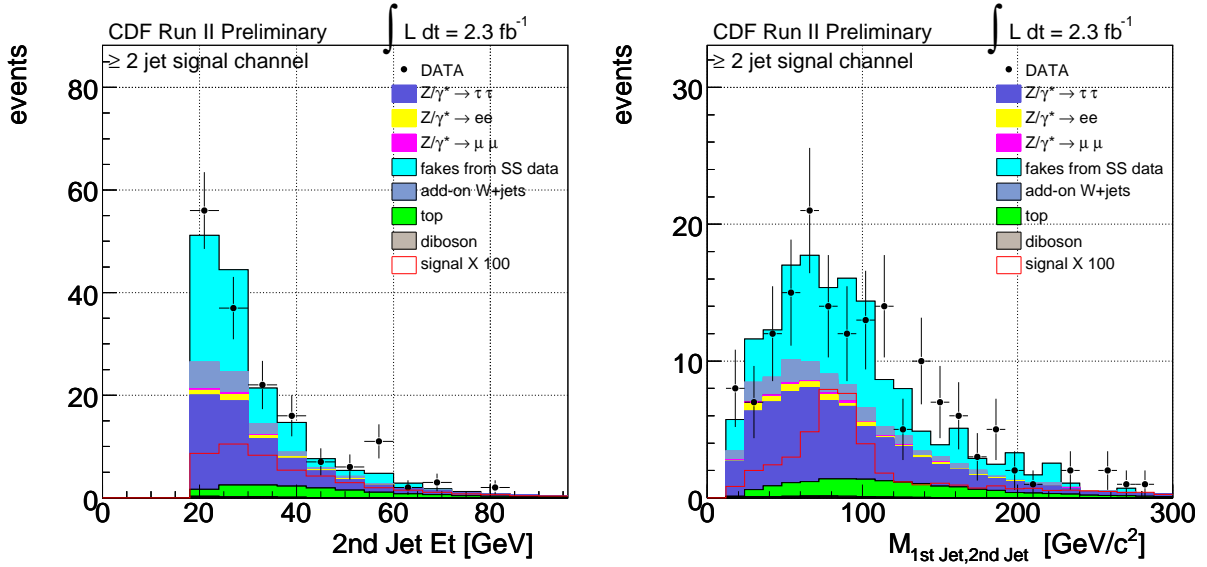 CDF Run II Preliminary
∫ L dt = 2.3 fb⁻¹
≥ 2 jet signal channel
events
80
60
40
20
0
DATA
Z/γ* → τ τ
Z/γ* → ee
Z/γ* → μ μ
fakes from SS data
add-on W+jets
top
diboson
signal X 100
0 20 40 60 80
2nd Jet Et [GeV]
CDF Run II Preliminary
∫ L dt = 2.3 fb⁻¹
≥ 2 jet signal channel
events
30
20
10
0
DATA
Z/γ* → τ τ
Z/γ* → ee
Z/γ* → μ μ
fakes from SS data
add-on W+jets
top
diboson
signal X 100
0 100 200 300
M1st Jet,2nd Jet [GeV/c²]